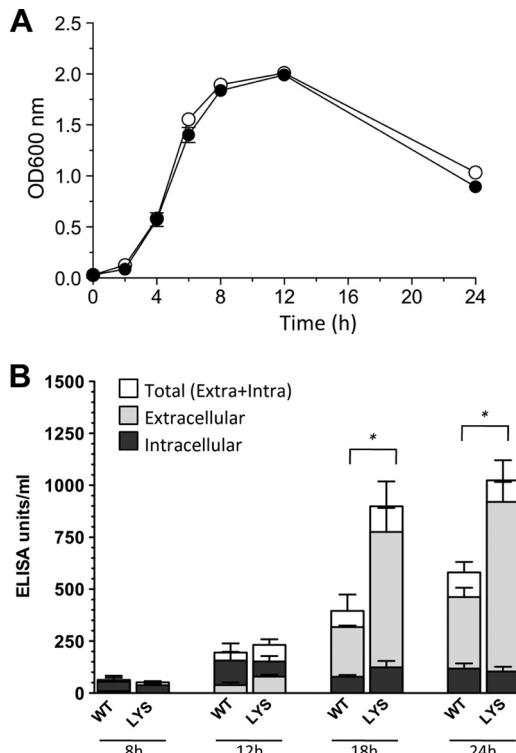 A
2.5
2.0
1.5
1.0
0.5
0.0
OD600 nm
0 4 8 12 16 20 24
Time (h)
B
1500
1250
1000
750
500
250
0
ELISA units/ml
Total (Extra+Intra)
Extracellular
Intracellular
* *
WT LYS WT LYS WT LYS WT LYS
8h 12h 18h 24h